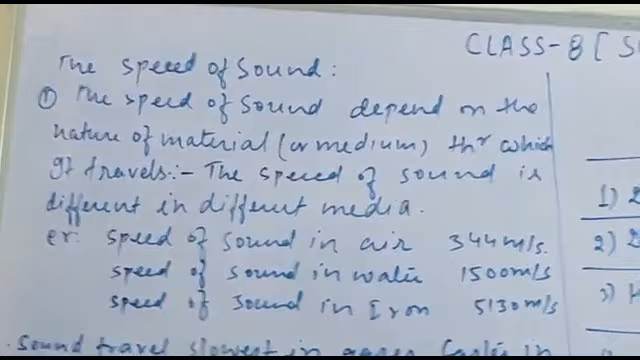 CLASS-8 [ S
The speed of Sound:
① The speed of Sound depend on the
nature of material (or medium) thr which
It travels:- The speed of sound is
different in different media.
ex: speed of sound in air 344m/s.
speed of sound in water 1500m/s
speed of sound in Iron 5130m/s
. Sound travel slowest in gases in
1)
2)
3) H